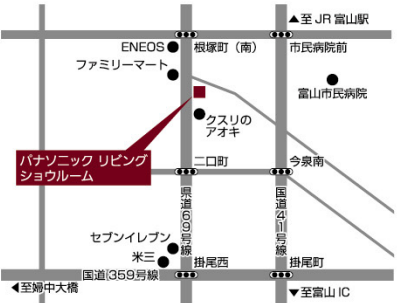 ▲至 JR 富山駅
ENEOS
根塚町（南）
市民病院前
ファミリーマート
富山市民病院
クスリの
アオキ
パナソニック リビング
ショウルーム
二口町
今泉南
県道69号線
国道41号線
セブンイレブン
米三
掛尾西
掛尾町
国道359号線
◀至婦中大橋
▼至富山IC